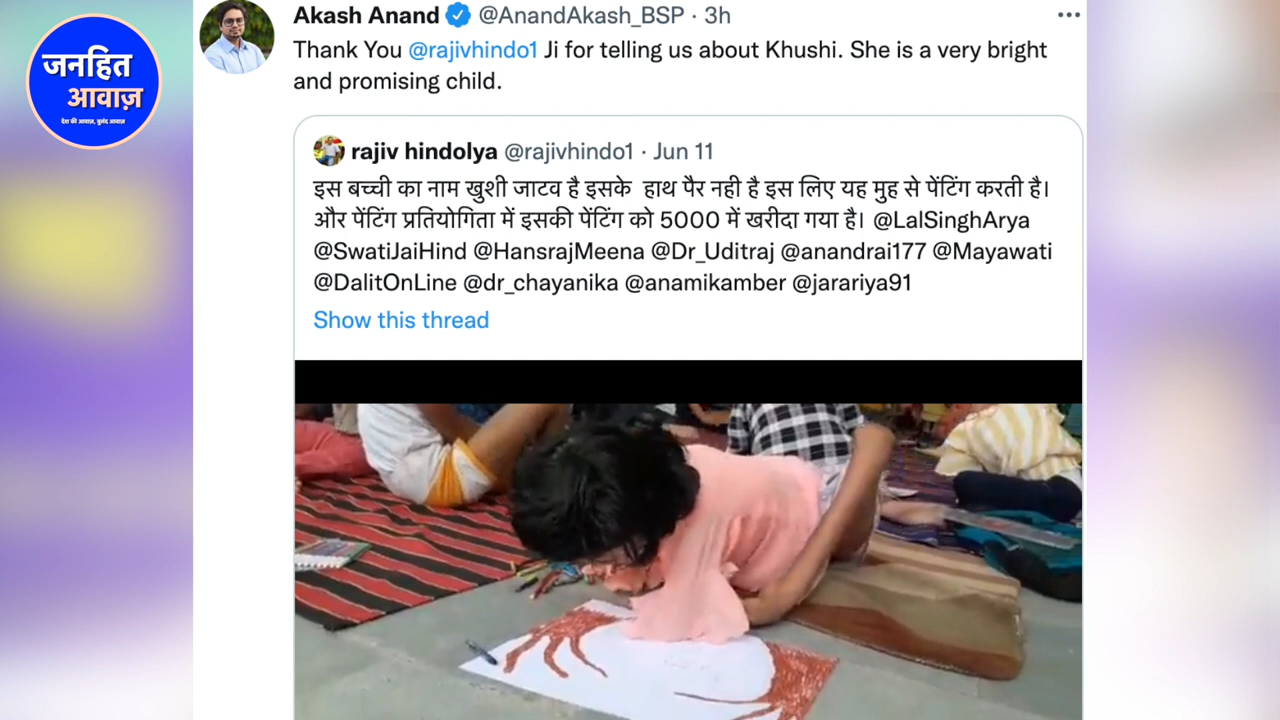 जनहित
आवाज़
देश की आवाज़, बुलंद आवाज़
Akash Anand @AnandAkash_BSP · 3h
Thank You @rajivhindo1 Ji for telling us about Khushi. She is a very bright
and promising child.
rajiv hindolya @rajivhindo1 · Jun 11
इस बच्ची का नाम खुशी जाटव है इसके हाथ पैर नही है इस लिए यह मुह से पेंटिंग करती है।
और पेंटिंग प्रतियोगिता में इसकी पेंटिंग को 5000 में खरीदा गया है। @LalSinghArya
@SwatiJaiHind @HansrajMeena @Dr_Uditraj @anandrai177 @Mayawati
@DalitOnLine @dr_chayanika @anamikamber @jarariya91
Show this thread